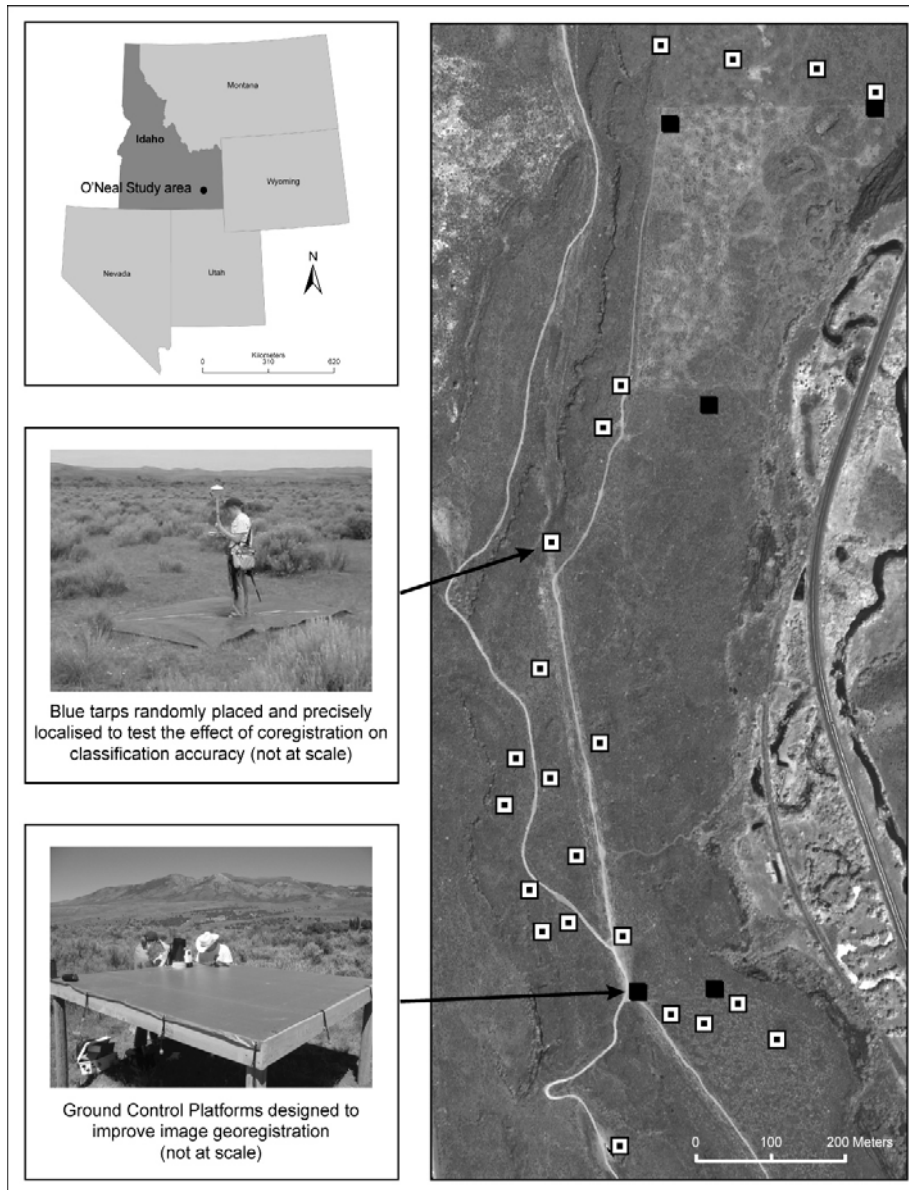 Montana
Idaho
O'Neal Study area
Wyoming
N
Nevada
Utah
Kilometers
0 310 620
Blue tarps randomly placed and precisely
localised to test the effect of coregistration on
classification accuracy (not at scale)
Ground Control Platforms designed to
improve image georegistration
(not at scale)
0 100 200 Meters